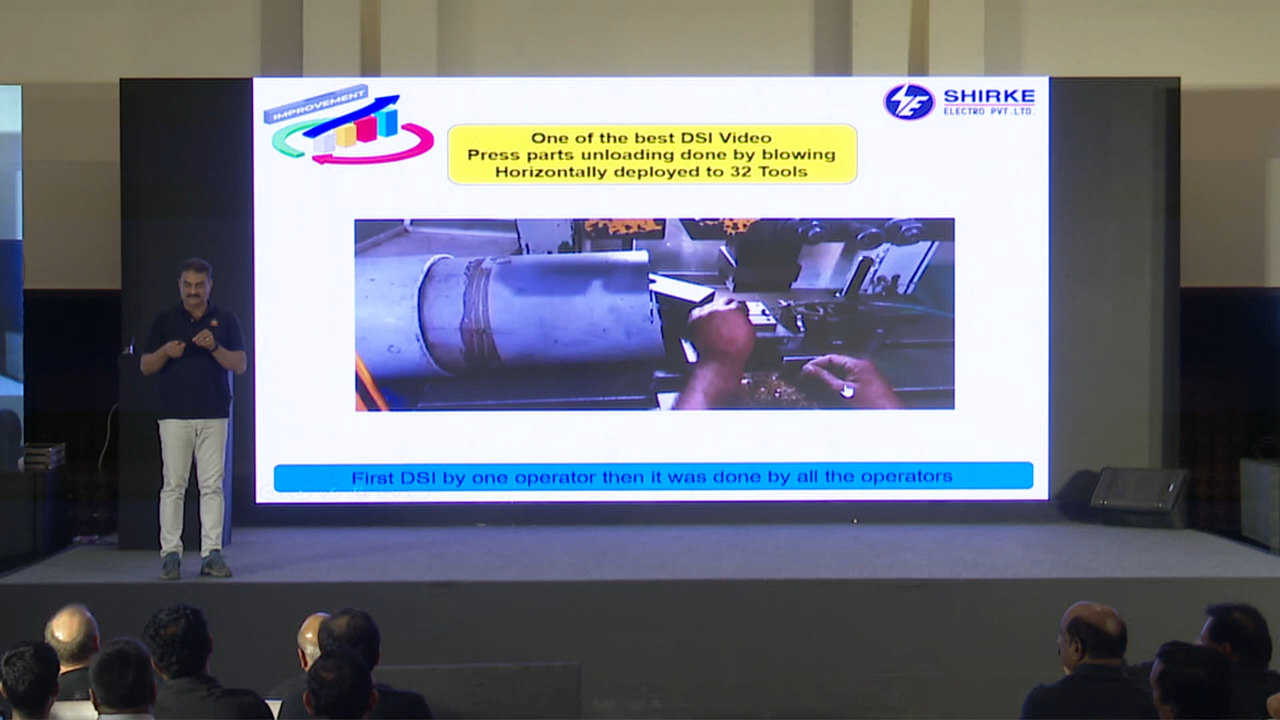 IMPROVEMENT
SHIRKE
ELECTRO PVT.LTD.
One of the best DSI Video
Press parts unloading done by blowing
Horizontally deployed to 32 Tools
First DSI by one operator then it was done by all the operators